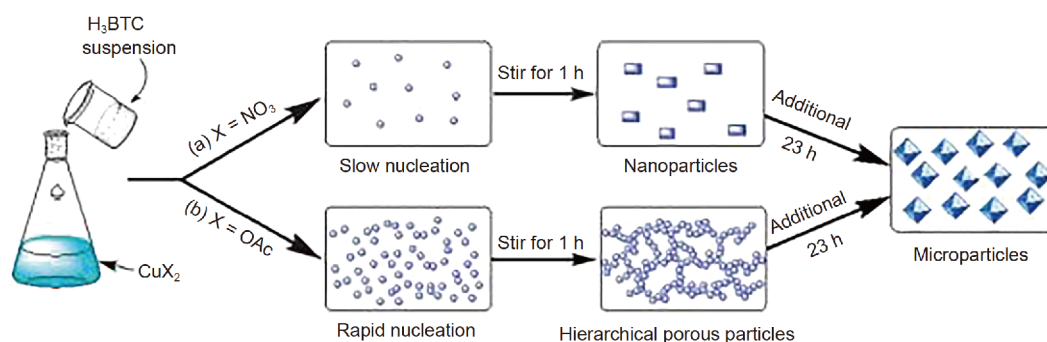 H₃BTC
suspension
CuX₂
(a) X = NO₃
(b) X = OAc
Slow nucleation
Stir for 1 h
Nanoparticles
Additional
23 h
Rapid nucleation
Stir for 1 h
Hierarchical porous particles
Additional
23 h
Microparticles